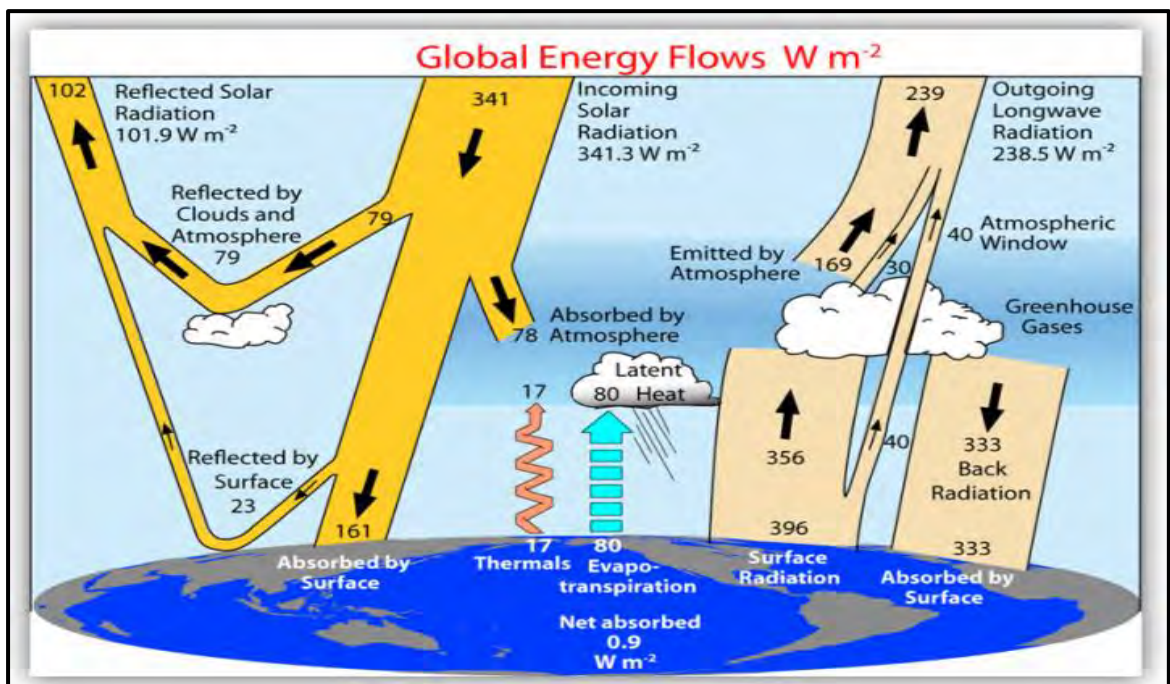 Global Energy Flows W m-2
102
Reflected Solar
Radiation
101.9 W m-2
341
Incoming
Solar
Radiation
341.3 W m-2
239
Outgoing
Longwave
Radiation
238.5 W m-2
Reflected by
Clouds and
Atmosphere
79
79
Emitted by
Atmosphere
169
30
40
Atmospheric
Window
Greenhouse
Gases
78
Absorbed by
Atmosphere
17
Latent
80 Heat
Reflected by
Surface
23
161
356
40
333
Back
Radiation
396
333
Absorbed by
Surface
17
Thermals
80
Evapo-
transpiration
Surface
Radiation
Absorbed by
Surface
Net absorbed
0.9
W m-2